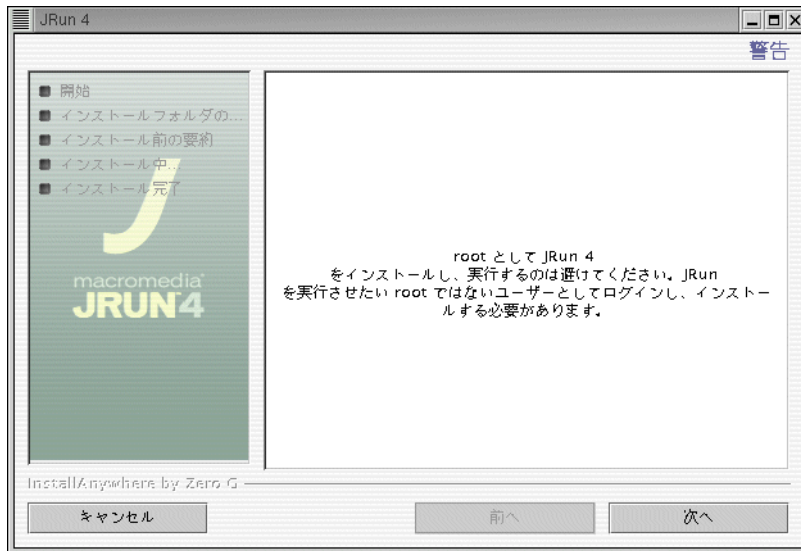 JRun 4
警告
開始
インストールフォルダの...
インストール前の要約
インストール中...
インストール完了
macromedia
JRUN 4
root として JRun 4
をインストールし、実行するのは避けてください。JRun
を実行させたい root ではないユーザーとしてログインし、インストー
ルする必要があります。
InstallAnywhere by Zero G
キャンセル
前へ
次へ